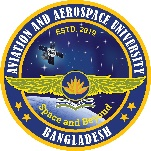 AVIATION AND AEROSPACE UNIVERSITY
ESTD. 2019
Space and Beyond
BANGLADESH